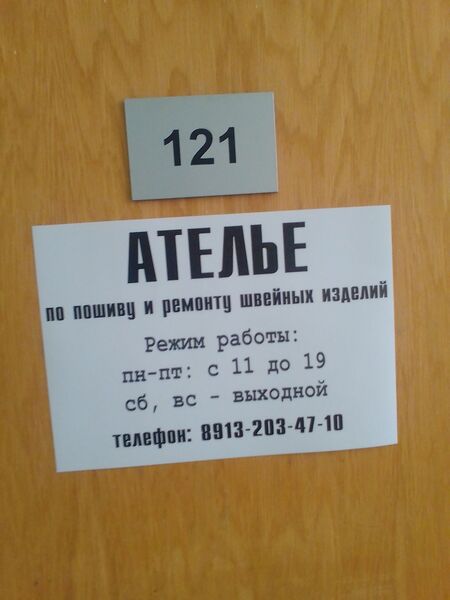 121
АТЕЛЬЕ
по пошиву и ремонту швейных изделий
Режим работы:
пн-пт: с 11 до 19
сб, вс - выходной
телефон: 8913-203-47-10